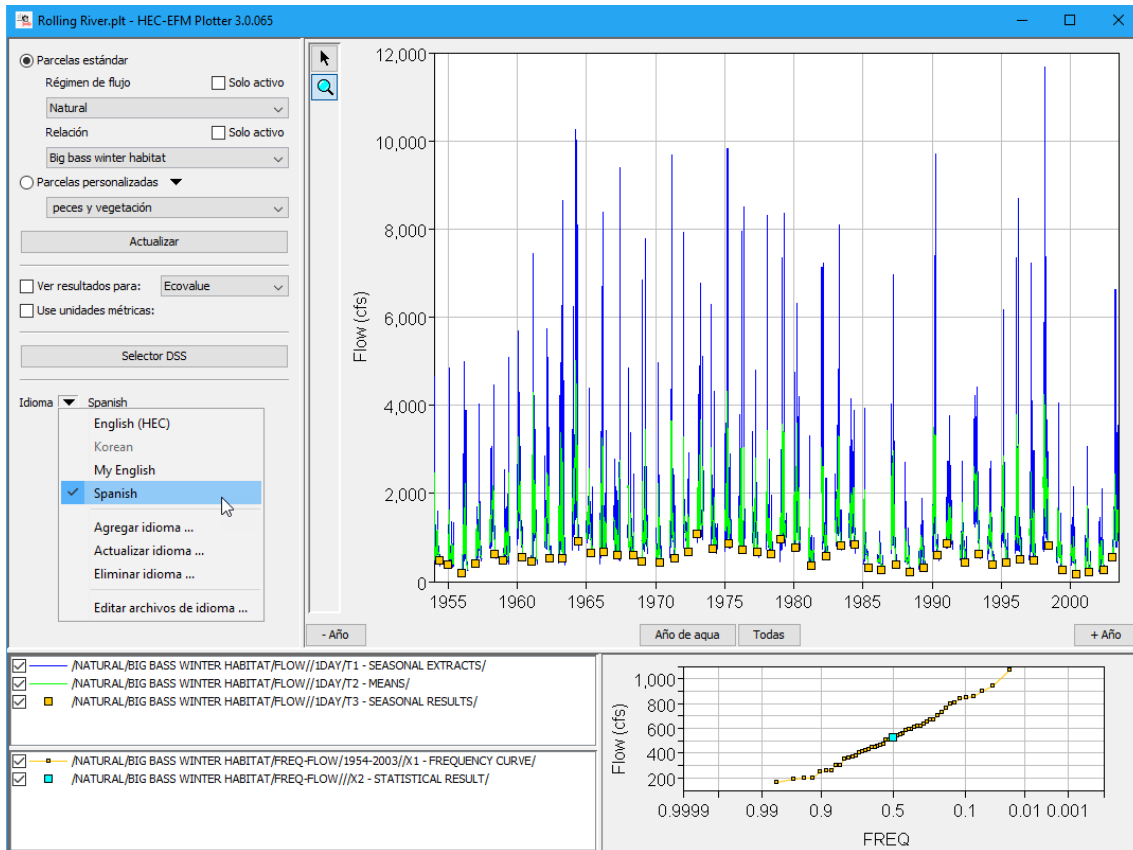 Rolling River.plt - HEC-EFM Plotter 3.0.065
Parcelas estándar
Régimen de flujo Solo activo
Natural
Relación Solo activo
Big bass winter habitat
Parcelas personalizadas
peces y vegetación
Actualizar
Ver resultados para: Ecovalue
Use unidades métricas:
Selector DSS
Idioma Spanish
English (HEC)
Korean
My English
Spanish
Agregar idioma ...
Actualizar idioma ...
Eliminar idioma ...
Editar archivos de idioma ...
12,000
10,000
8,000
6,000
4,000
2,000
0
Flow (cfs)
1955 1960 1965 1970 1975 1980 1985 1990 1995 2000
- Año Año de aqua Todas + Año
/NATURAL/BIG BASS WINTER HABITAT/FLOW//1DAY/T1 - SEASONAL EXTRACTS/
/NATURAL/BIG BASS WINTER HABITAT/FLOW//1DAY/T2 - MEANS/
/NATURAL/BIG BASS WINTER HABITAT/FLOW//1DAY/T3 - SEASONAL RESULTS/
/NATURAL/BIG BASS WINTER HABITAT/FREQ-FLOW/1954-2003//X1 - FREQUENCY CURVE/
/NATURAL/BIG BASS WINTER HABITAT/FREQ-FLOW///X2 - STATISTICAL RESULT/
1,000
800
600
400
200
Flow (cfs)
0.9999 0.99 0.9 0.5 0.1 0.01 0.001
FREQ